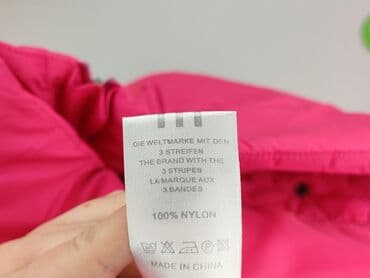 DIE WELTMARKE MIT DEN
3 STREIFEN
THE BRAND WITH THE
3 STRIPES
LA MARQUE AUX
3 BANDES
100% NYLON
MADE IN CHINA